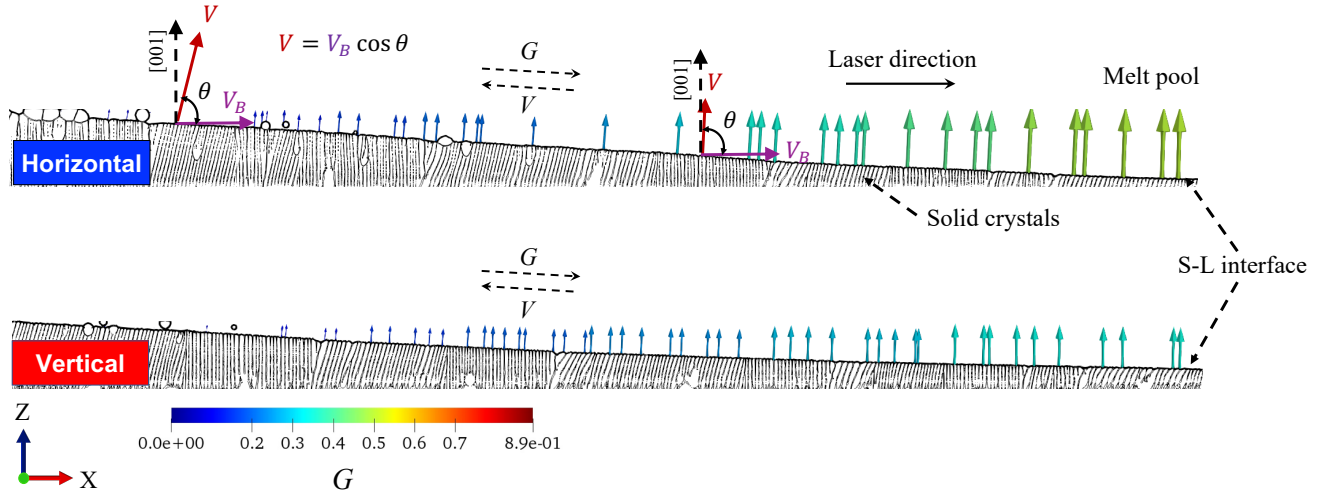 V
V = V_B cos θ
[001]
θ
V_B
G
V
[001]
V
θ
V_B
Laser direction
Melt pool
Horizontal
Solid crystals
S-L interface
G
V
Vertical
Z
X
0.0e+00 0.2 0.3 0.4 0.5 0.6 0.7 8.9e-01
G